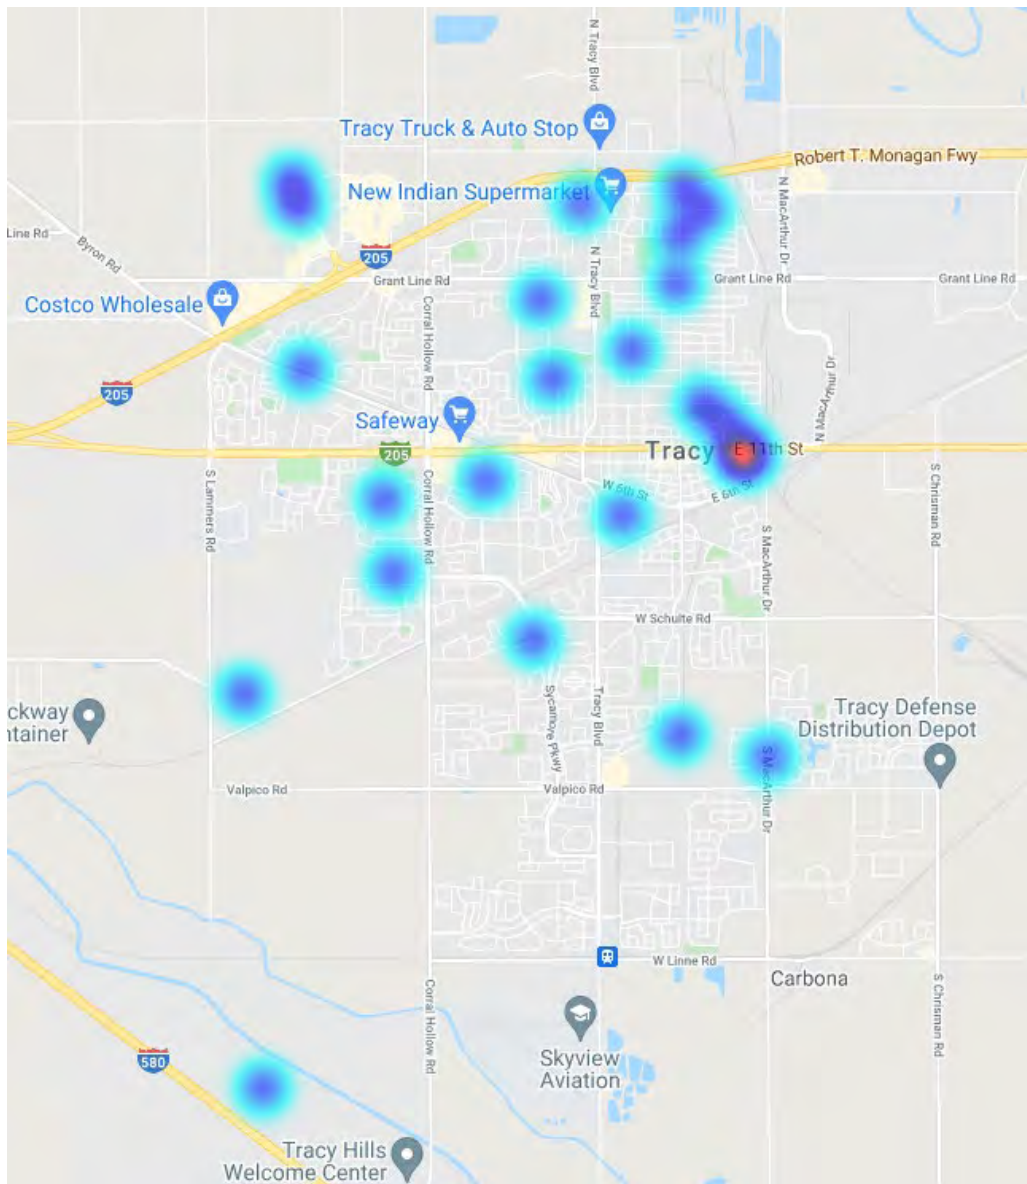 N Tracy Blvd
Tracy Truck & Auto Stop
Robert T. Monagan Fwy
New Indian Supermarket
N MacArthur Dr
Line Rd
Byron Rd
205
N Tracy Blvd
Grant Line Rd
Grant Line Rd
Grant Line Rd
Costco Wholesale
Corral Hollow Rd
N MacArthur Dr
205
Safeway
Tracy
E 11th St
205
S Lammers Rd
Corral Hollow Rd
W 6th St
E 6th St
S Chrisman Rd
S MacArthur Dr
W Schulte Rd
ckway
ntainer
Sycamore Pkwy
Tracy Blvd
Tracy Defense
Distribution Depot
S MacArthur Dr
Valpico Rd
Valpico Rd
W Linne Rd
Carbona
Corral Hollow Rd
S Chrisman Rd
Skyview
Aviation
580
Tracy Hills
Welcome Center